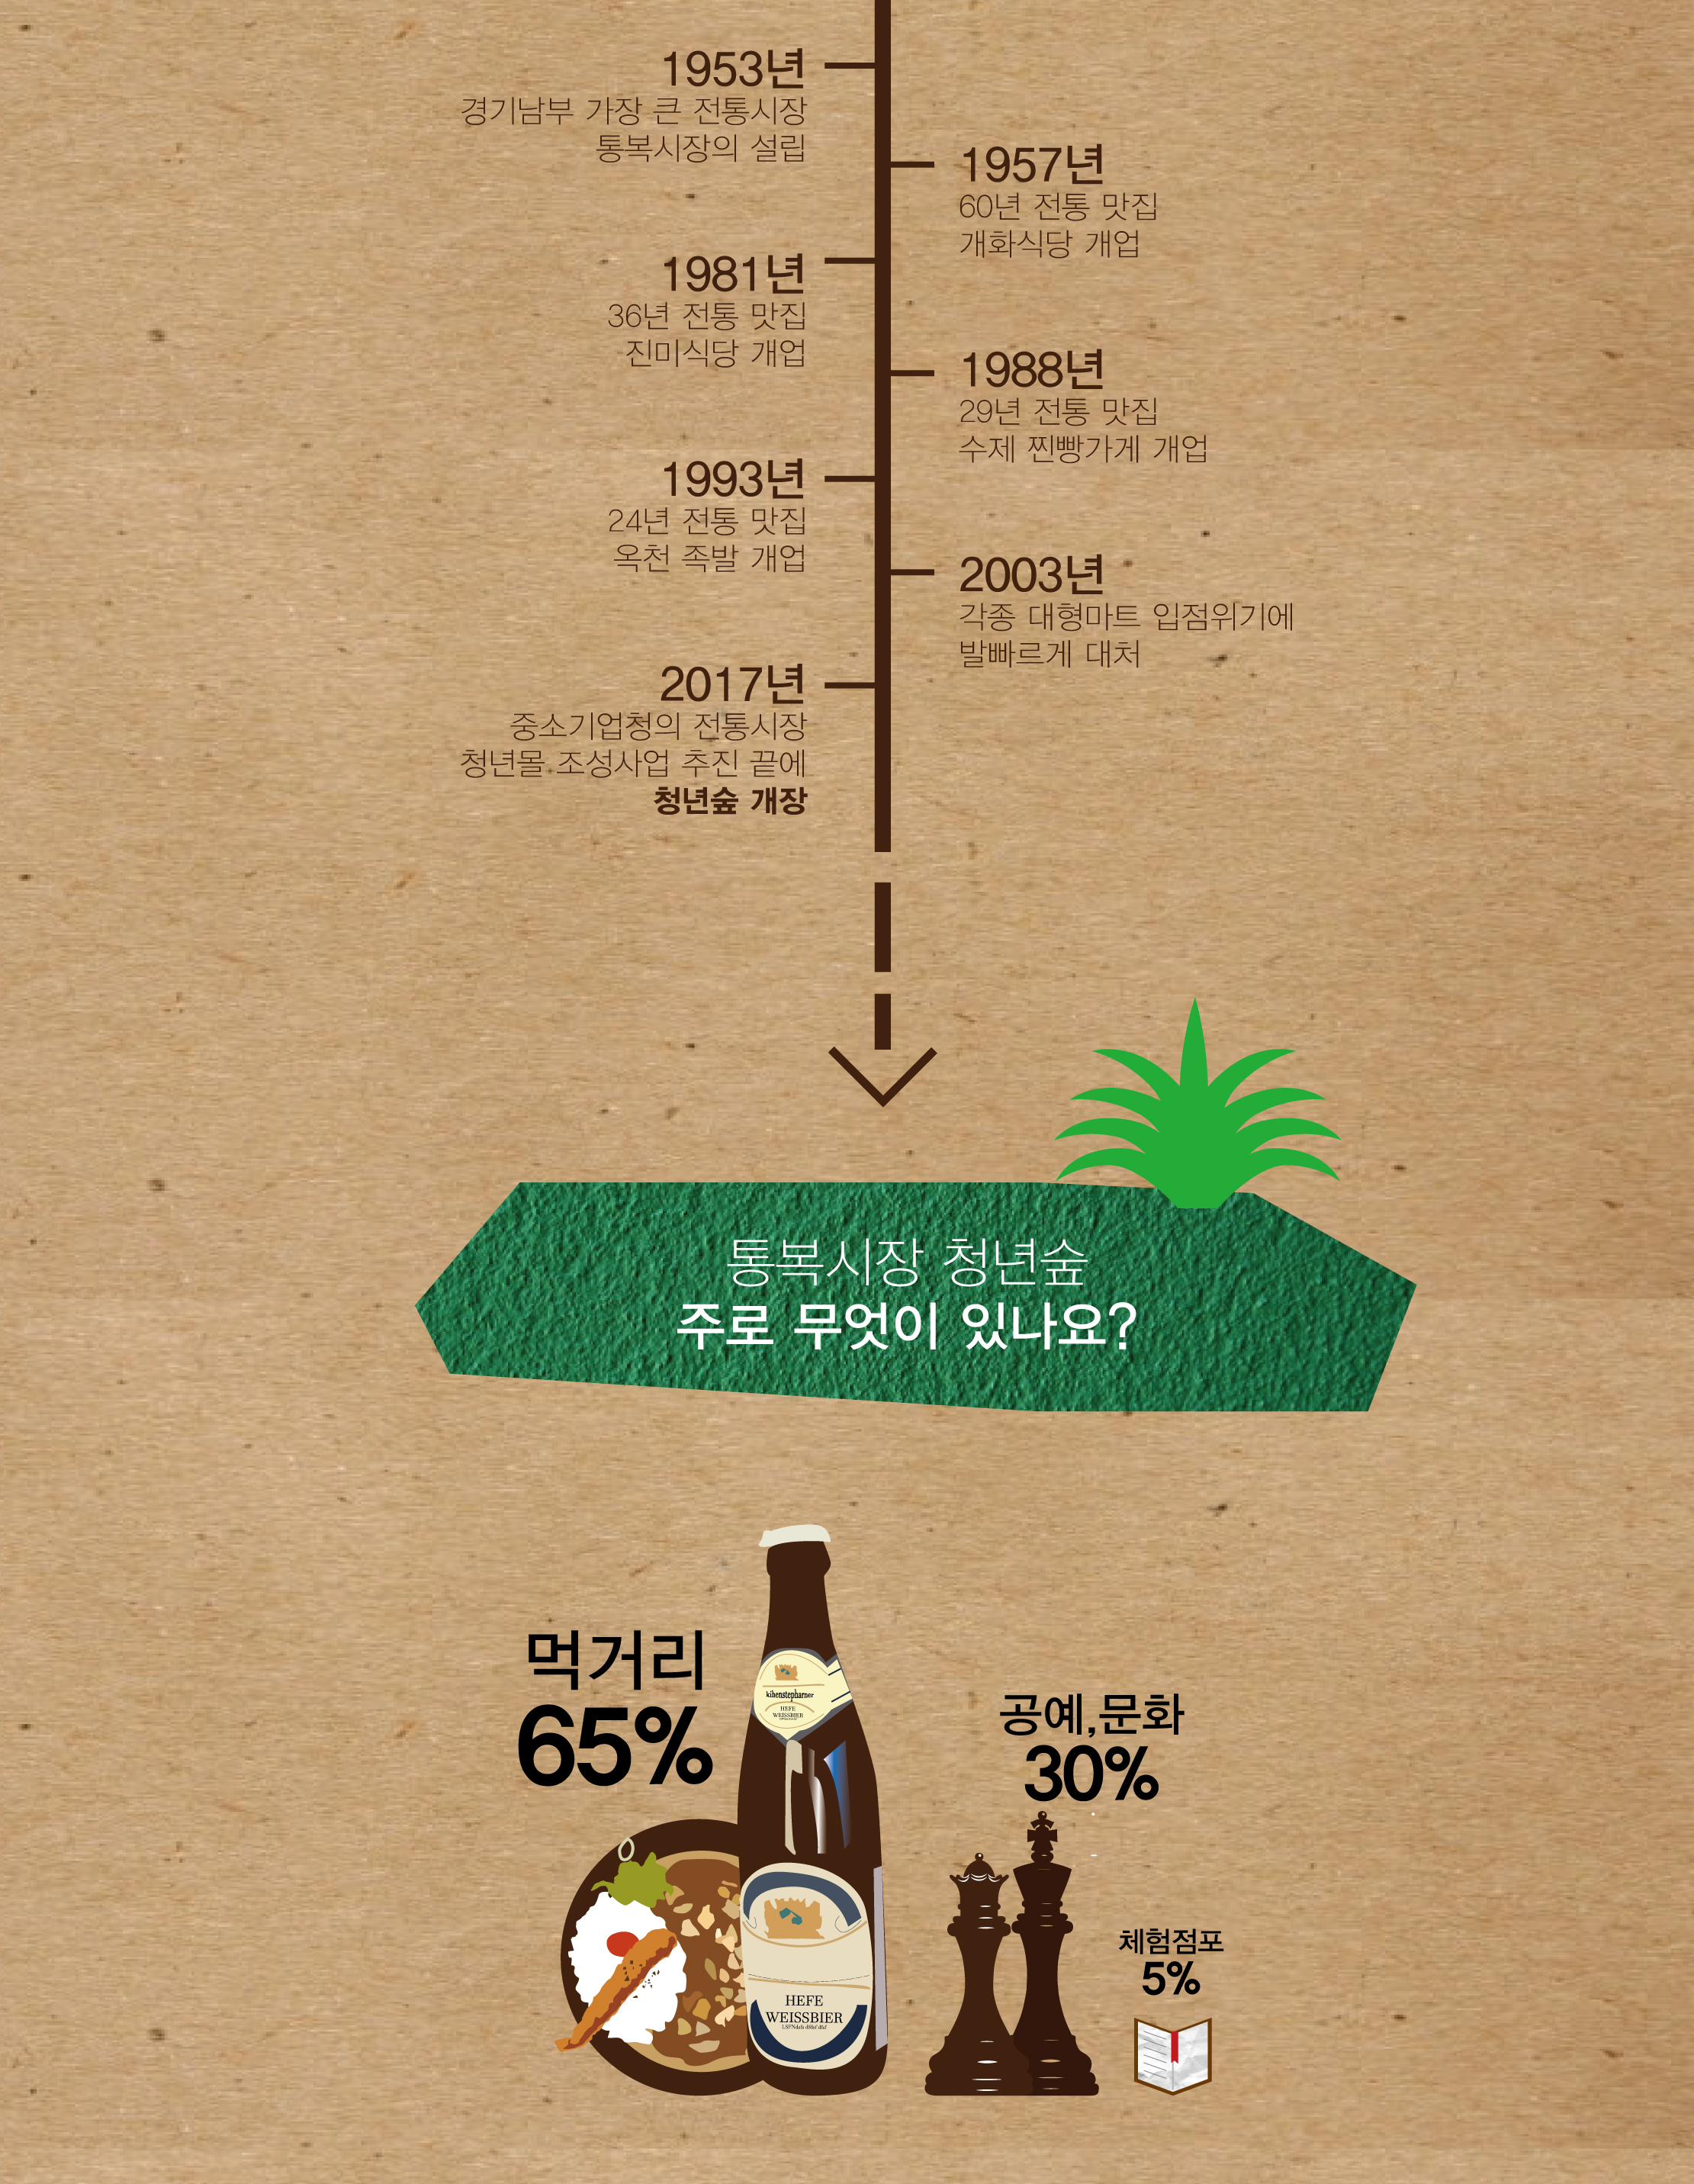 1953년
경기남부 가장 큰 전통시장
통복시장의 설립
1957년
60년 전통 맛집
개화식당 개업
1981년
36년 전통 맛집
진미식당 개업
1988년
29년 전통 맛집
수제 찐빵가게 개업
1993년
24년 전통 맛집
옥천 족발 개업
2003년
각종 대형마트 입점위기에
발빠르게 대처
2017년
중소기업청의 전통시장
청년몰 조성사업 추진 끝에
청년숲 개장
통복시장 청년숲
주로 무엇이 있나요?
먹거리
65%
kihenstepharner
HEFE
WEISSBIER
공예,문화
30%
체험점포
5%
HEFE
WEISSBIER